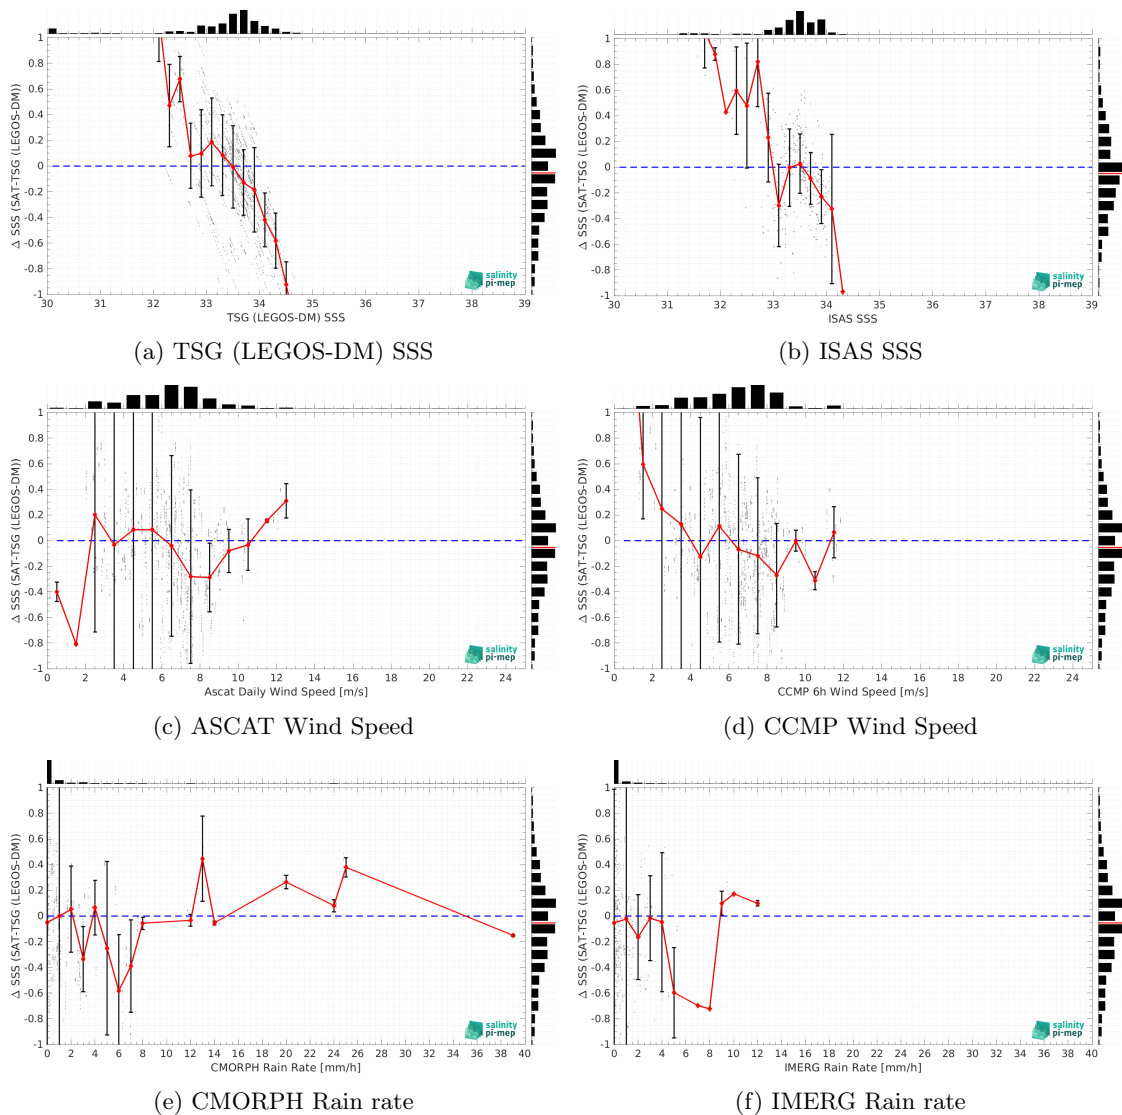 1
0.8
0.6
0.4
0.2
0
-0.2
-0.4
-0.6
-0.8
-1
Δ SSS (SAT-TSG (LEGOS-DM))
30 31 32 33 34 35 36 37 38 39
TSG (LEGOS-DM) SSS
salinity
pi-mep
(a) TSG (LEGOS-DM) SSS
1
0.8
0.6
0.4
0.2
0
-0.2
-0.4
-0.6
-0.8
-1
Δ SSS (SAT-TSG (LEGOS-DM))
30 31 32 33 34 35 36 37 38 39
ISAS SSS
salinity
pi-mep
(b) ISAS SSS
1
0.8
0.6
0.4
0.2
0
-0.2
-0.4
-0.6
-0.8
-1
Δ SSS (SAT-TSG (LEGOS-DM))
0 2 4 6 8 10 12 14 16 18 20 22 24
Ascat Daily Wind Speed [m/s]
salinity
pi-mep
(c) ASCAT Wind Speed
1
0.8
0.6
0.4
0.2
0
-0.2
-0.4
-0.6
-0.8
-1
Δ SSS (SAT-TSG (LEGOS-DM))
0 2 4 6 8 10 12 14 16 18 20 22 24
CCMP 6h Wind Speed [m/s]
salinity
pi-mep
(d) CCMP Wind Speed
1
0.8
0.6
0.4
0.2
0
-0.2
-0.4
-0.6
-0.8
-1
Δ SSS (SAT-TSG (LEGOS-DM))
0 2 4 6 8 10 12 14 16 18 20 22 24 26 28 30 32 34 36 38 40
CMORPH Rain Rate [mm/h]
salinity
pi-mep
(e) CMORPH Rain rate
1
0.8
0.6
0.4
0.2
0
-0.2
-0.4
-0.6
-0.8
-1
Δ SSS (SAT-TSG (LEGOS-DM))
0 2 4 6 8 10 12 14 16 18 20 22 24 26 28 30 32 34 36 38 40
IMERG Rain Rate [mm/h]
salinity
pi-mep
(f) IMERG Rain rate